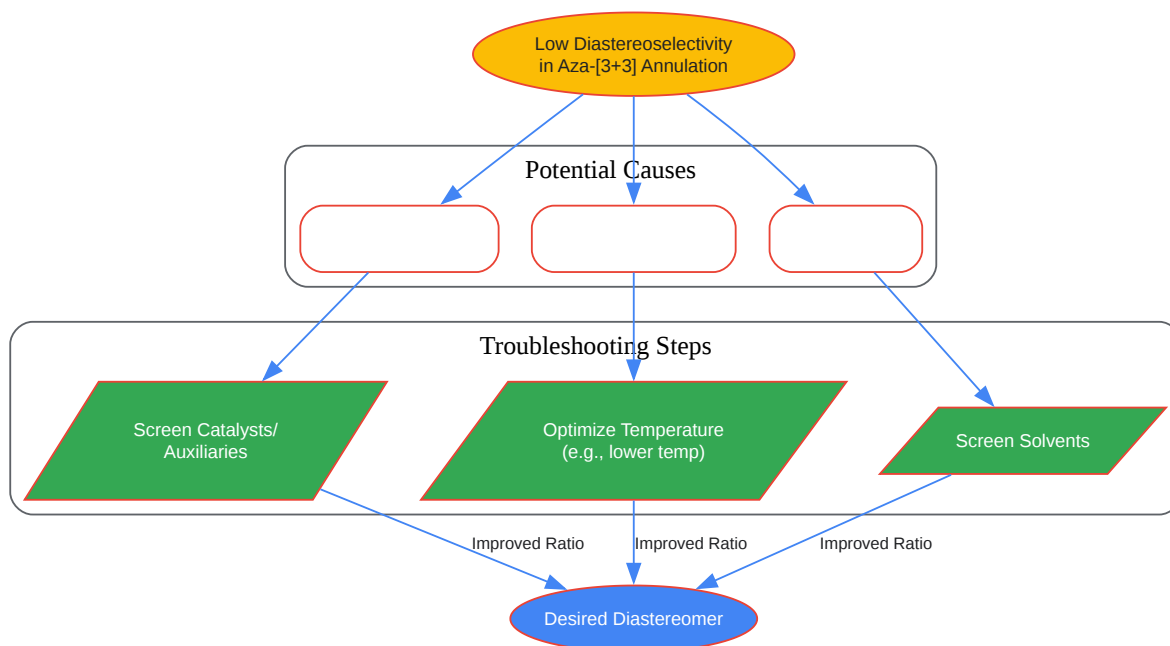 Low Diastereoselectivity
in Aza-[3+3] Annulation
Potential Causes
Troubleshooting Steps
Screen Catalysts/
Auxiliaries
Optimize Temperature
(e.g., lower temp)
Screen Solvents
Improved Ratio
Improved Ratio
Improved Ratio
Desired Diastereomer